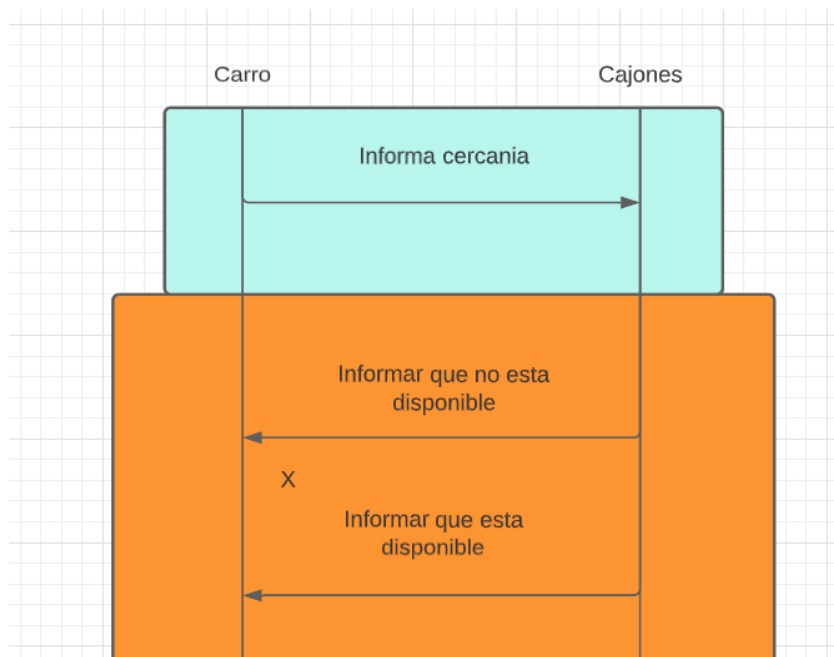 Carro
Cajones
Informa cercania
Informar que no esta
disponible
X
Informar que esta
disponible